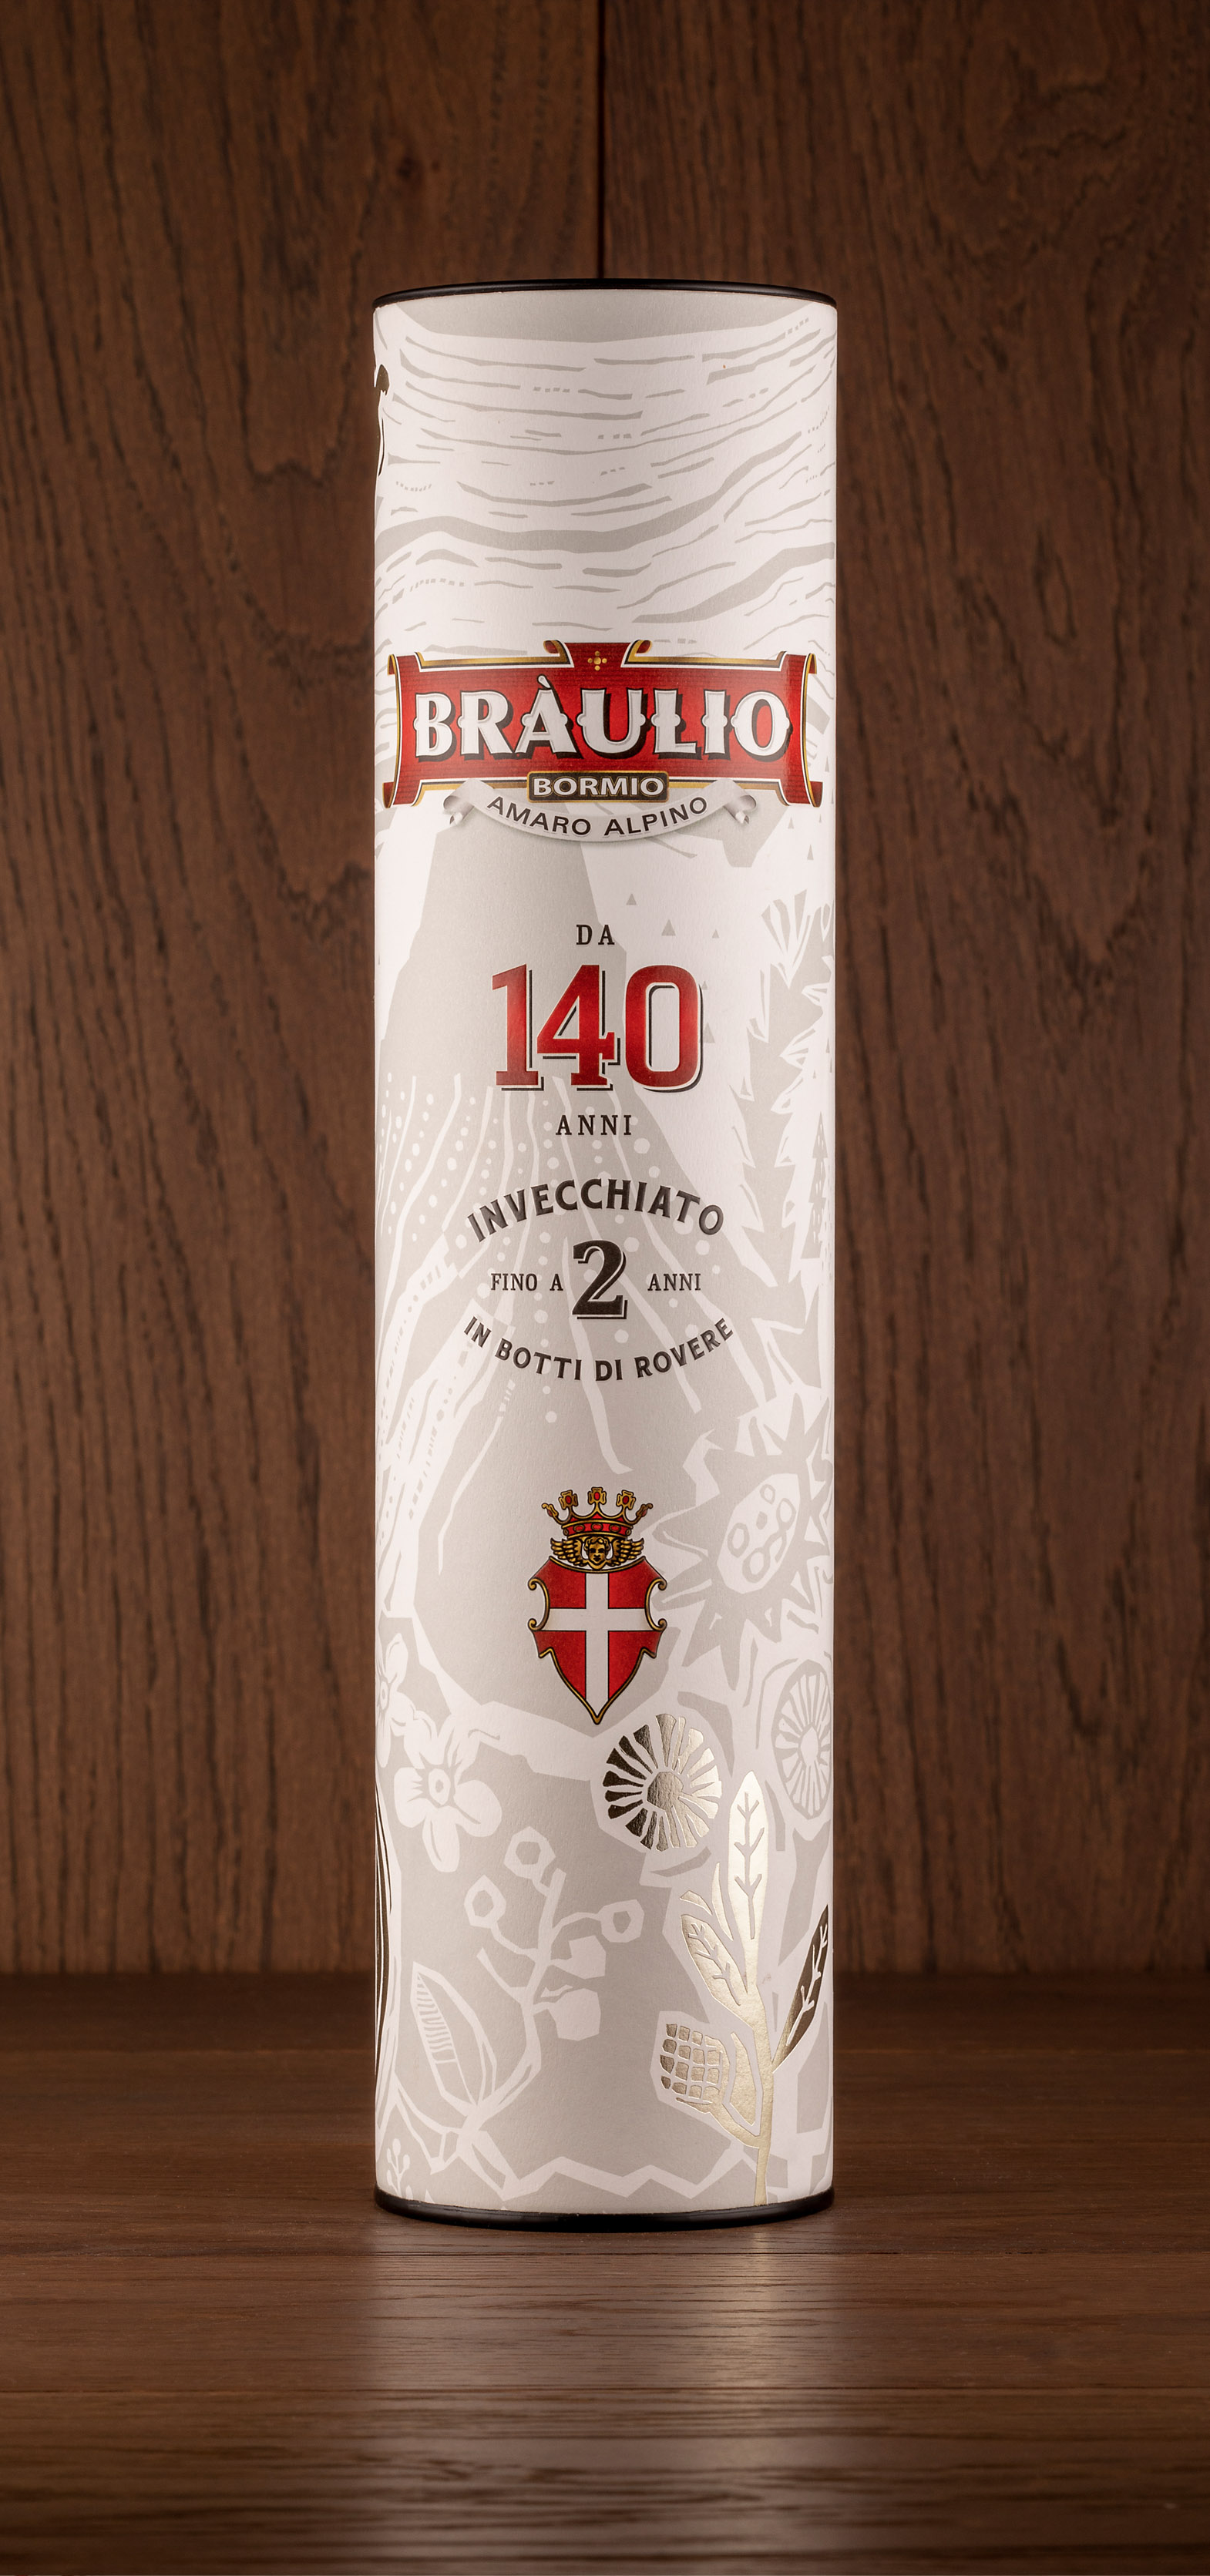 BRÀULIO
BORMIO
AMARO ALPINO
DA
140
ANNI
INVECCHIATO
FINO A 2 ANNI
IN BOTTI DI ROVERE